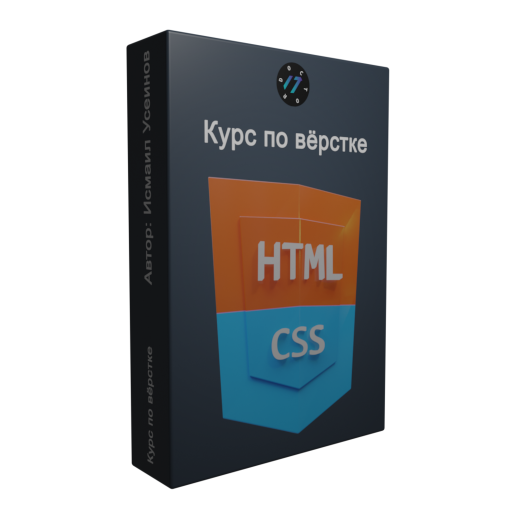 Курс по вёрстке
HTML
CSS
Автор: Исмаил Усеинов
Курс по вёрстке